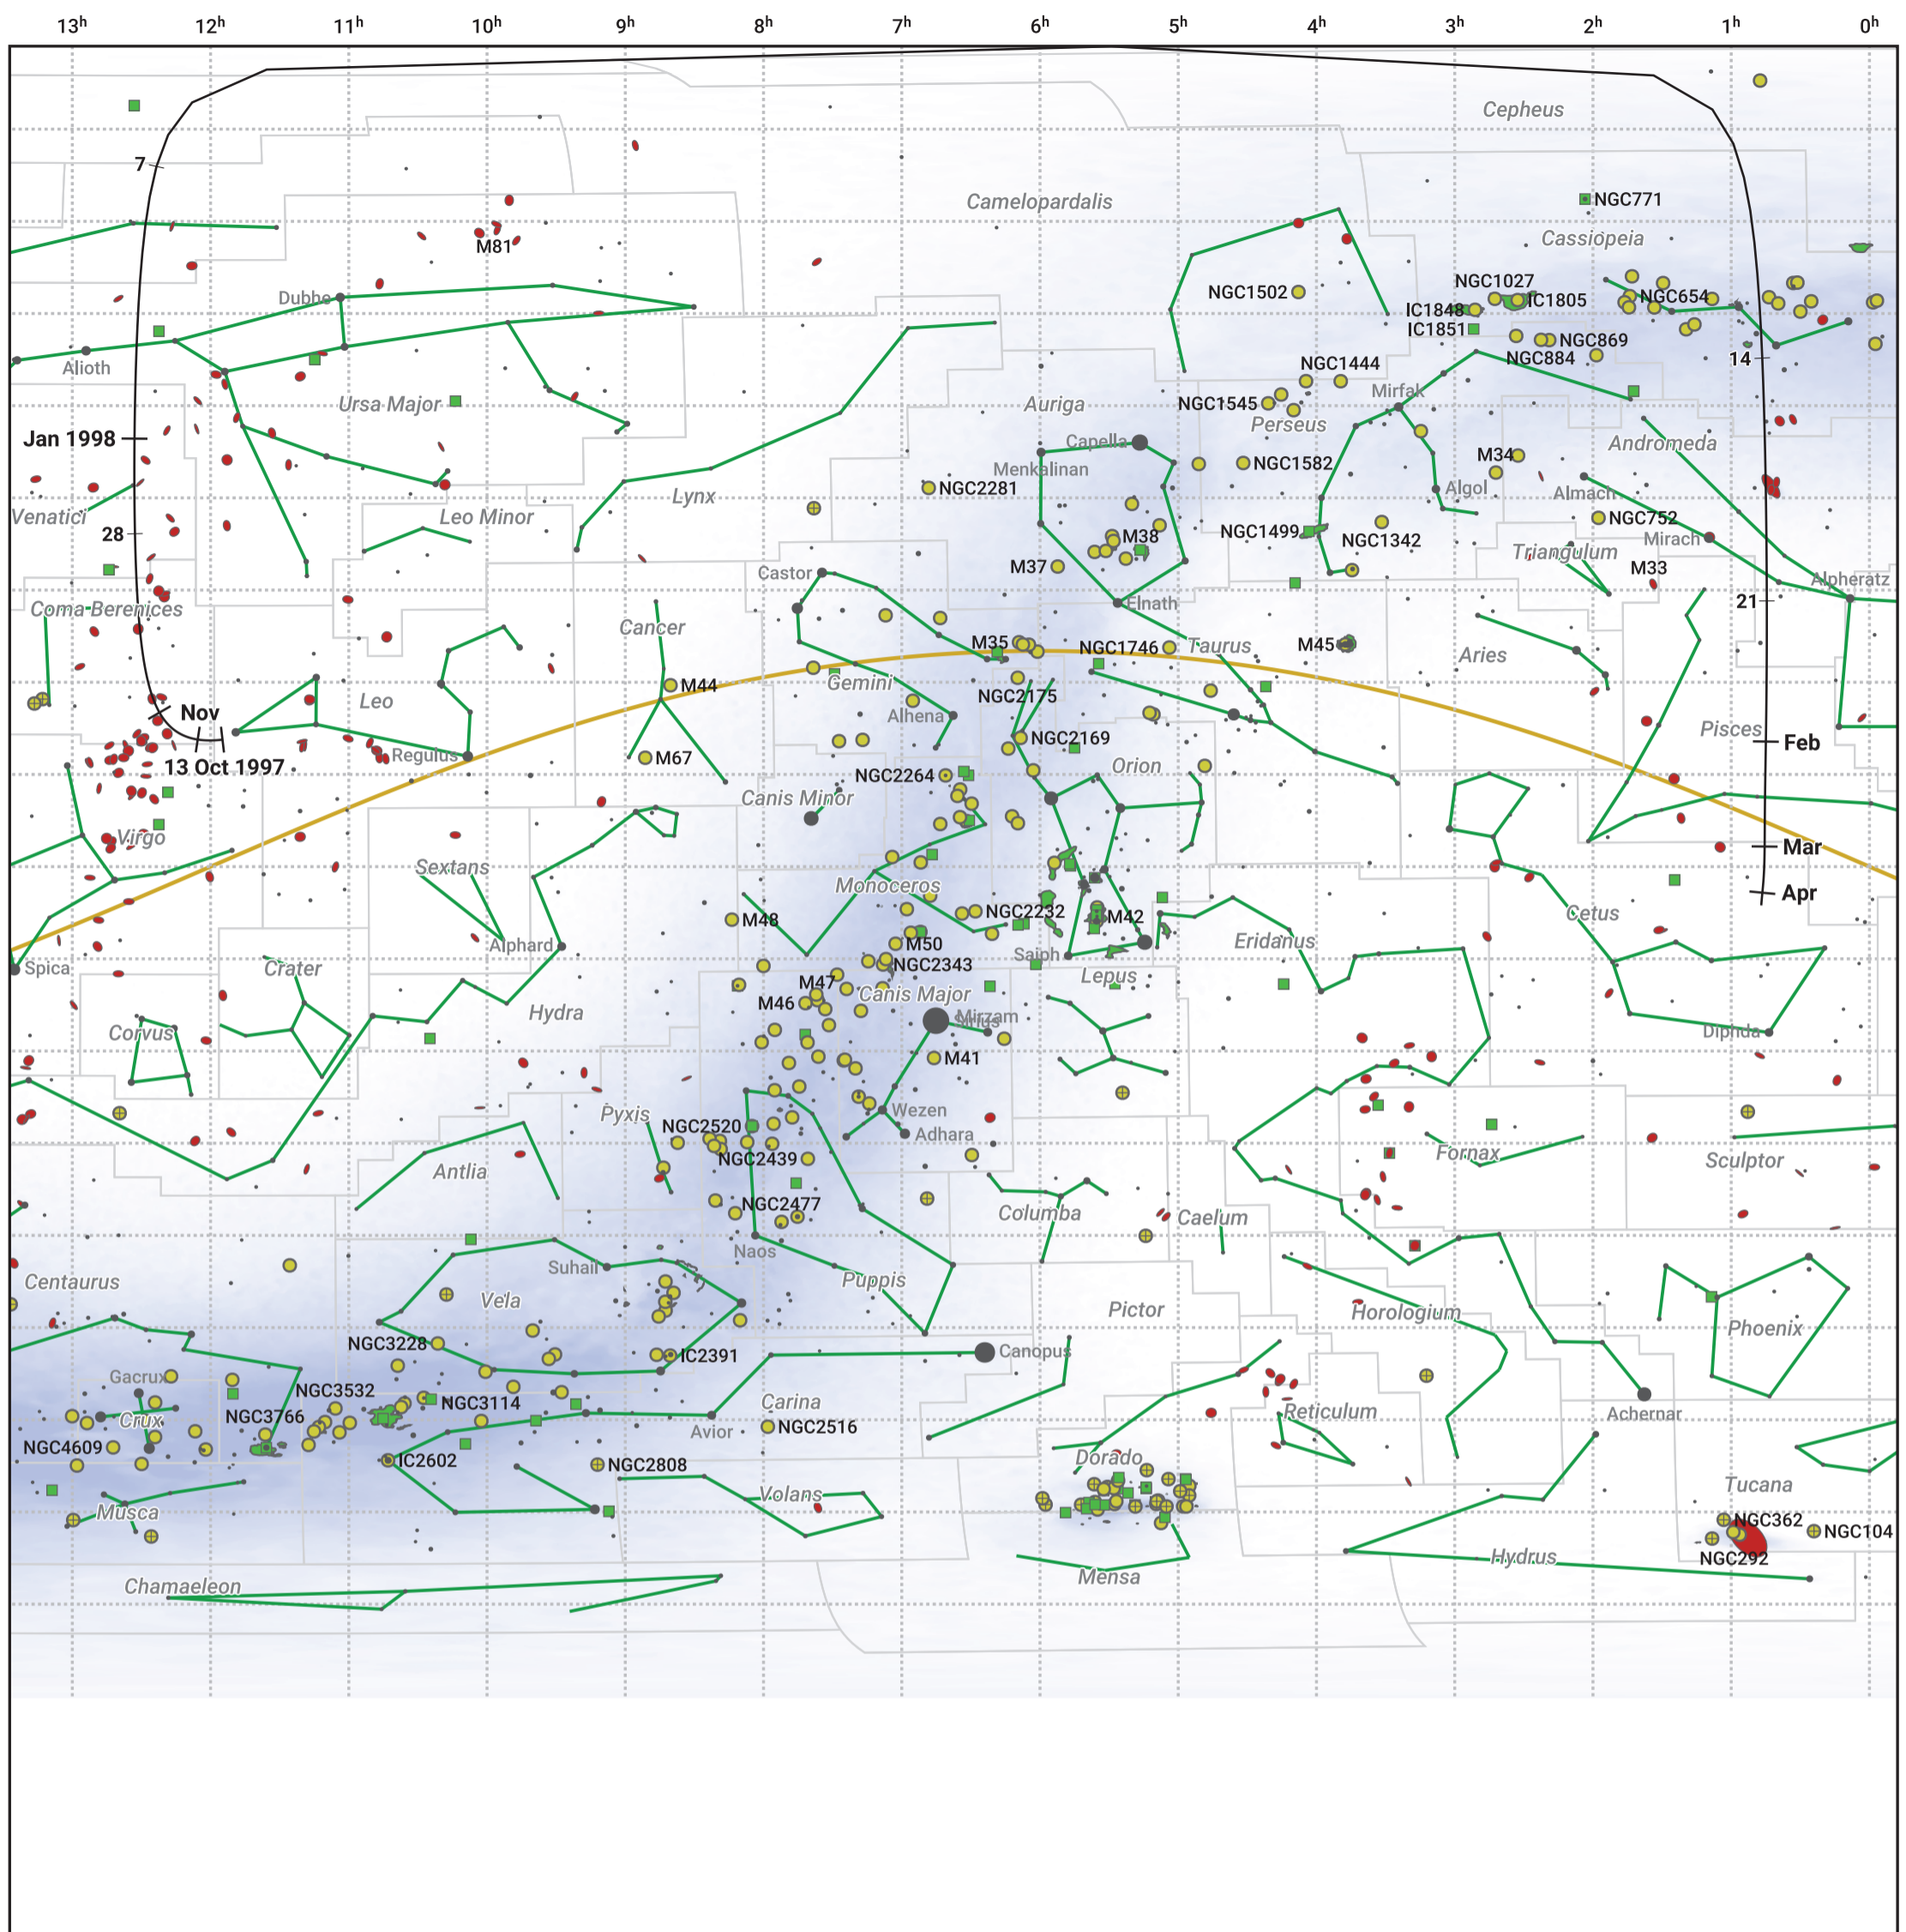 13h 12h 11h 10h 9h 8h 7h 6h 5h 4h 3h 2h 1h 0h
Cepheus
7
NGC771
Camelopardalis
Cassiopeia
M81
NGC1027
Dubhe
NGC1502
IC1805
NGC654
IC1848
IC1851
NGC869
Alioth
NGC884
14
NGC1444
Mirfak
Ursa Major
Auriga
NGC1545
Perseus
Jan 1998
Capella
Andromeda
M34
Menkalinan
NGC1582
NGC2281
Algol
Almach
Lynx
Venatici
Leo Minor
NGC752
28
M38
NGC1499
NGC1342
Mirach
Triangulum
M37
Castor
M33
Alpheratz
Coma Berenices
Elnath
21
Cancer
M35
NGC1746
Taurus
M45
Aries
M44
Gemini
NGC2175
Leo
Nov
Alhena
Pisces
Regulus
NGC2169
Feb
M67
13 Oct 1997
Orion
NGC2264
Canis Minor
Virgo
Mar
Sextans
Monoceros
Apr
M48
NGC2232
M42
Cetus
Alphard
M50
Eridanus
Saiph
Spica
Crater
NGC2343
Lepus
M47
Canis Major
M46
Hydra
Mirzam
Sirius
Corvus
Diphda
M41
Pyxis
Wezen
NGC2520
Adhara
Fornax
NGC2439
Sculptor
Antlia
NGC2477
Columba
Caelum
Naos
Suhail
Centaurus
Puppis
Vela
Pictor
Horologium
Phoenix
NGC3228
Canopus
IC2391
Gacrux
NGC3532
Carina
NGC3114
Reticulum
Achernar
NGC3766
Crux
NGC2516
Avior
NGC4609
IC2602
NGC2808
Dorado
Tucana
Volans
Musca
NGC362
NGC104
Hydrus
NGC292
Mensa
Chamaeleon